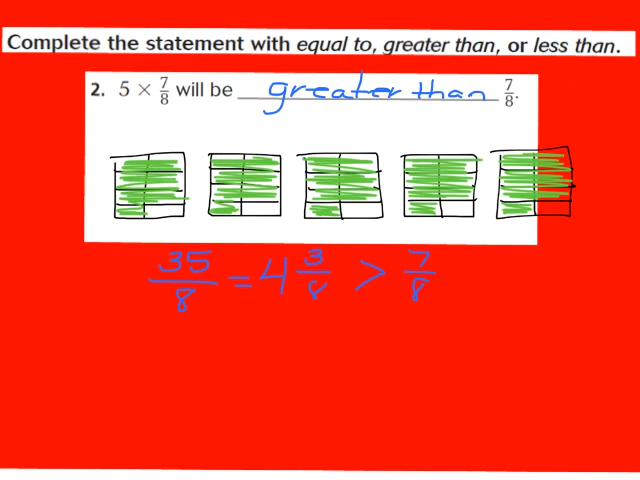 Complete the statement with equal to, greater than, or less than.
2. 5 × 7/8 will be greater than 7/8.
35/8 = 4 3/8 > 7/8